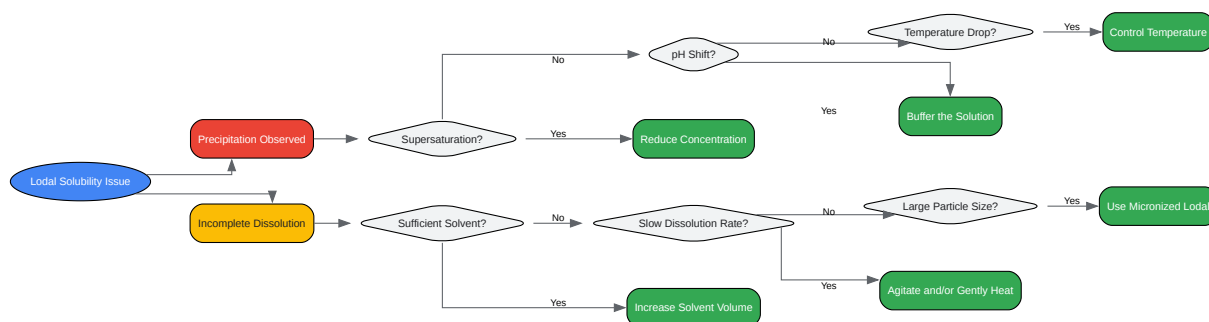 Temperature Drop?
Yes
Control Temperature
No
pH Shift?
No
Yes
Buffer the Solution
Precipitation Observed
Supersaturation?
Yes
Reduce Concentration
Lodal Solubility Issue
Incomplete Dissolution
Sufficient Solvent?
No
Slow Dissolution Rate?
No
Large Particle Size?
Yes
Use Micronized Lodal
Yes
Agitate and/or Gently Heat
Yes
Increase Solvent Volume